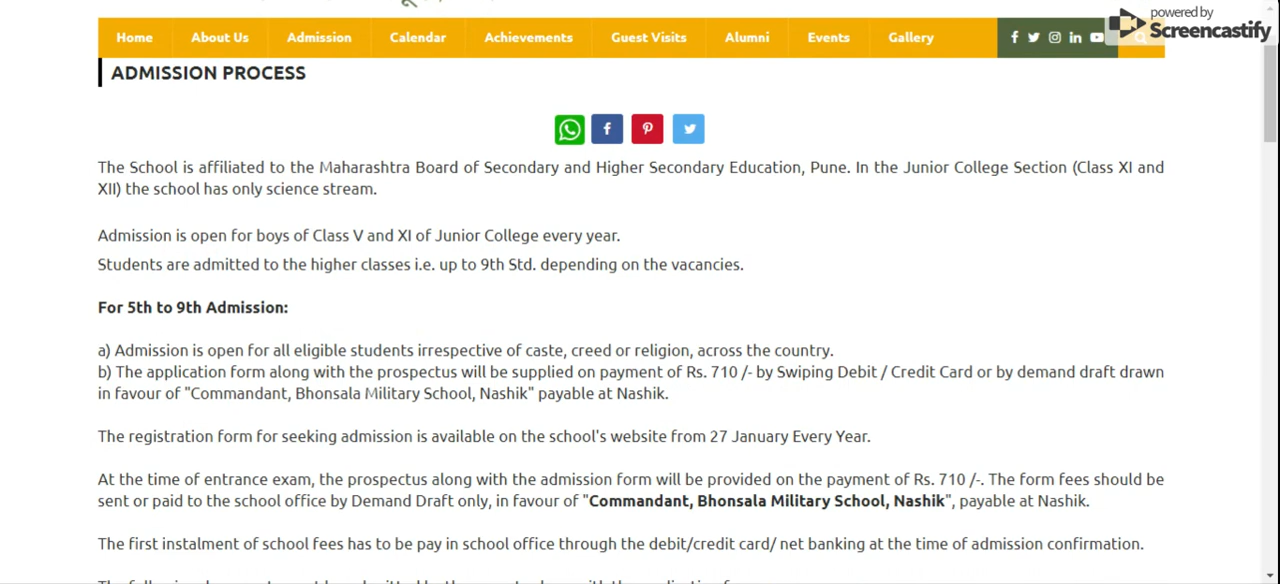 powered by
Screencastify
Home About Us Admission Calendar Achievements Guest Visits Alumni Events Gallery
ADMISSION PROCESS
The School is affiliated to the Maharashtra Board of Secondary and Higher Secondary Education, Pune. In the Junior College Section (Class XI and
XII) the school has only science stream.
Admission is open for boys of Class V and XI of Junior College every year.
Students are admitted to the higher classes i.e. up to 9th Std. depending on the vacancies.
For 5th to 9th Admission:
a) Admission is open for all eligible students irrespective of caste, creed or religion, across the country.
b) The application form along with the prospectus will be supplied on payment of Rs. 710 /- by Swiping Debit / Credit Card or by demand draft drawn
in favour of "Commandant, Bhonsala Military School, Nashik" payable at Nashik.
The registration form for seeking admission is available on the school's website from 27 January Every Year.
At the time of entrance exam, the prospectus along with the admission form will be provided on the payment of Rs. 710 /-. The form fees should be
sent or paid to the school office by Demand Draft only, in favour of "Commandant, Bhonsala Military School, Nashik", payable at Nashik.
The first instalment of school fees has to be pay in school office through the debit/credit card/ net banking at the time of admission confirmation.